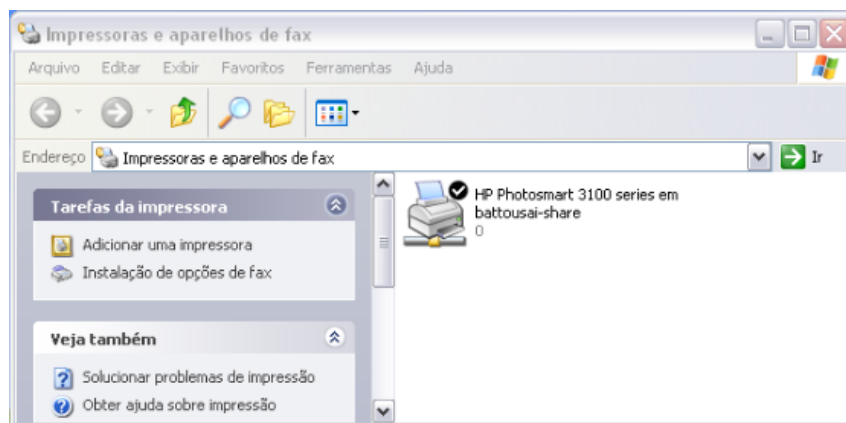 Impressoras e aparelhos de fax
Arquivo Editar Exibir Favoritos Ferramentas Ajuda
Endereço Impressoras e aparelhos de fax Ir
Tarefas da impressora
Adicionar uma impressora
Instalação de opções de fax
Veja também
Solucionar problemas de impressão
Obter ajuda sobre impressão
HP Photosmart 3100 series em
battousai-share
0